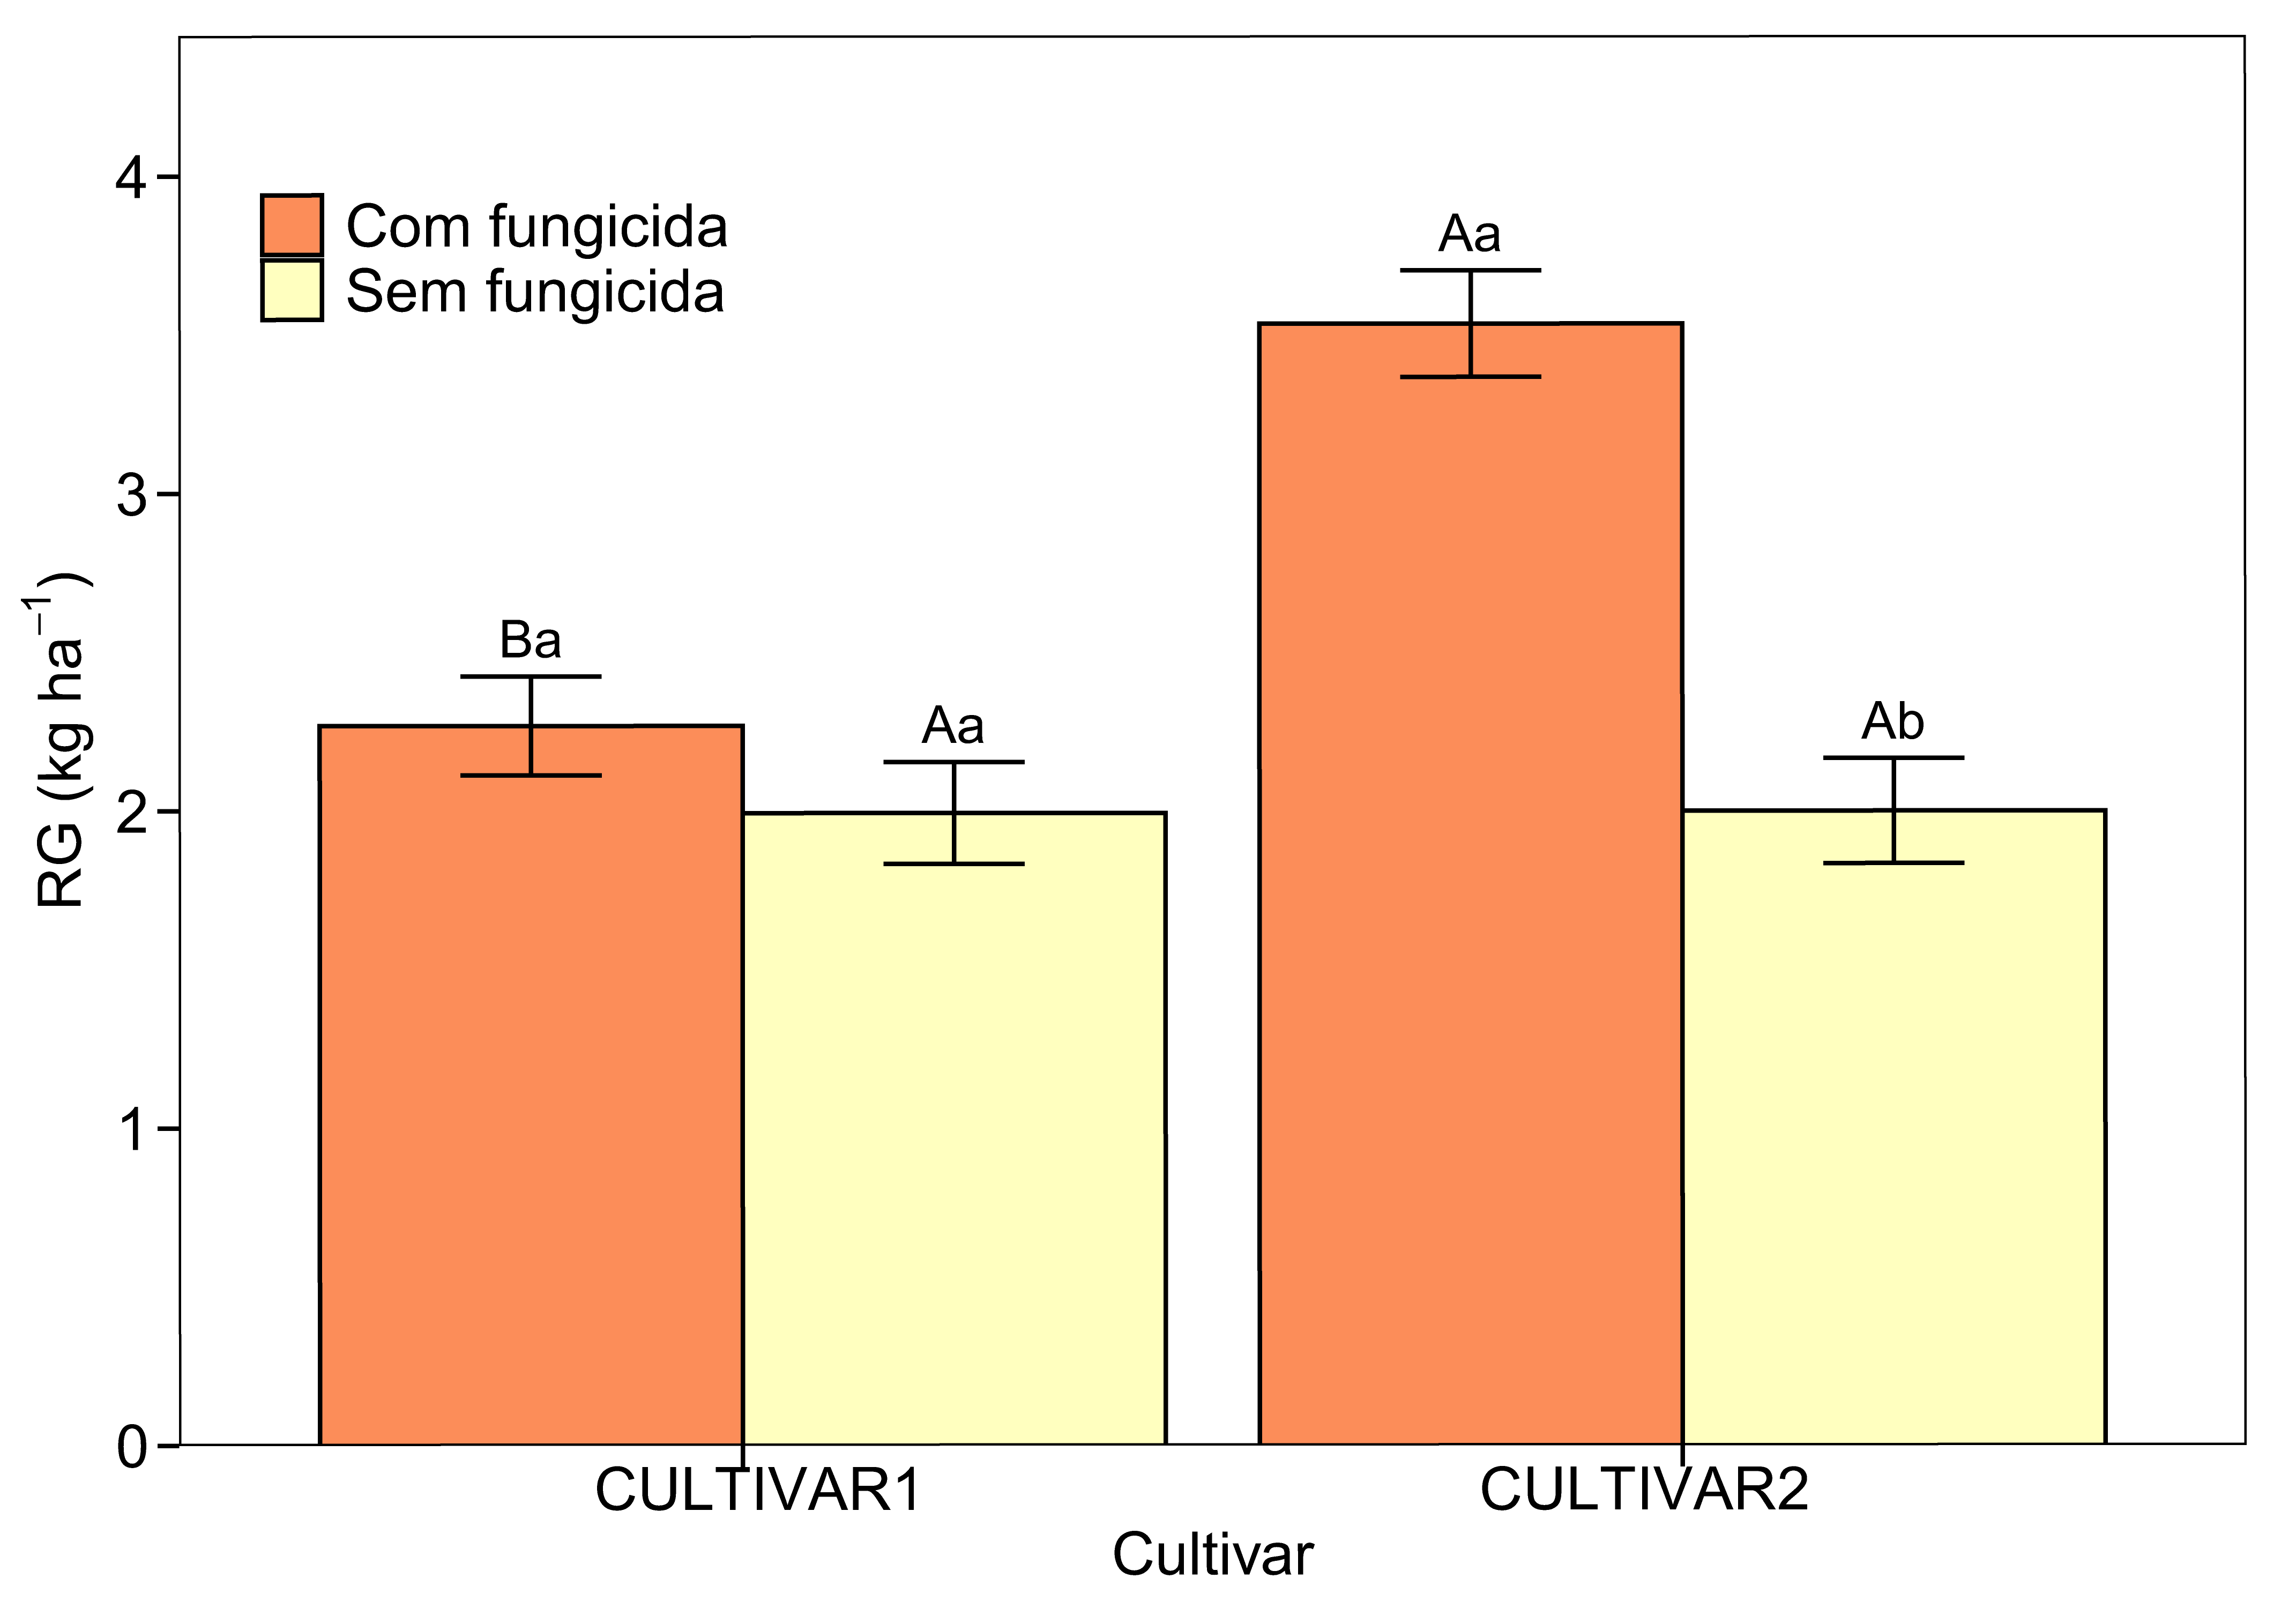 4
3
2
1
0
RG (kg ha⁻¹)
Com fungicida
Sem fungicida
Ba
Aa
Aa
Ab
CULTIVAR1
CULTIVAR2
Cultivar